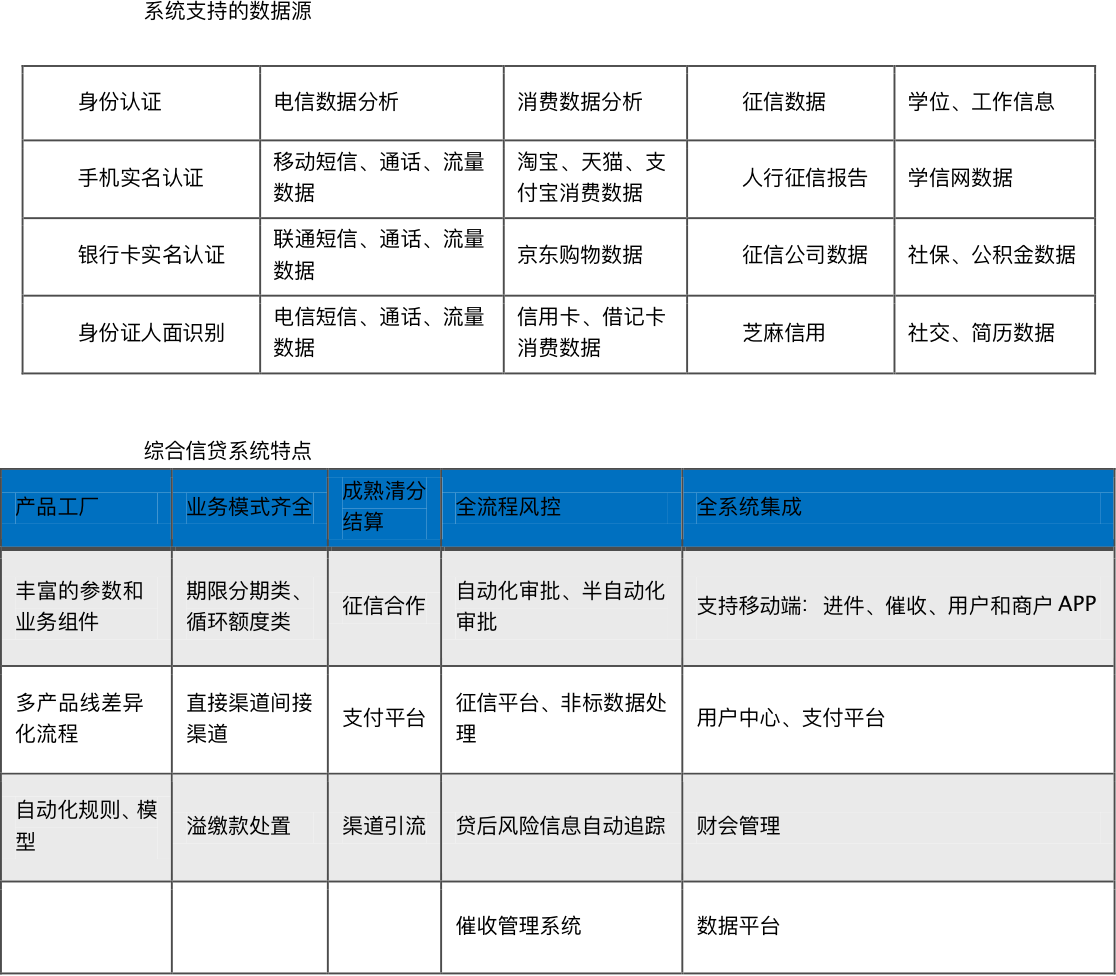 系统支持的数据源
身份认证
电信数据分析
消费数据分析
征信数据
学位、工作信息
手机实名认证
移动短信、通话、流量
数据
淘宝、天猫、支
付宝消费数据
人行征信报告
学信网数据
银行卡实名认证
联通短信、通话、流量
数据
京东购物数据
征信公司数据
社保、公积金数据
身份证人面识别
电信短信、通话、流量
数据
信用卡、借记卡
消费数据
芝麻信用
社交、简历数据
综合信贷系统特点
产品工厂
业务模式齐全
成熟清分
结算
全流程风控
全系统集成
丰富的参数和
业务组件
期限分期类、
循环额度类
征信合作
自动化审批、半自动化
审批
支持移动端：进件、催收、用户和商户 APP
多产品线差异
化流程
直接渠道间接
渠道
支付平台
征信平台、非标数据处
理
用户中心、支付平台
自动化规则、模
型
溢缴款处置
渠道引流
贷后风险信息自动追踪
财会管理
催收管理系统
数据平台